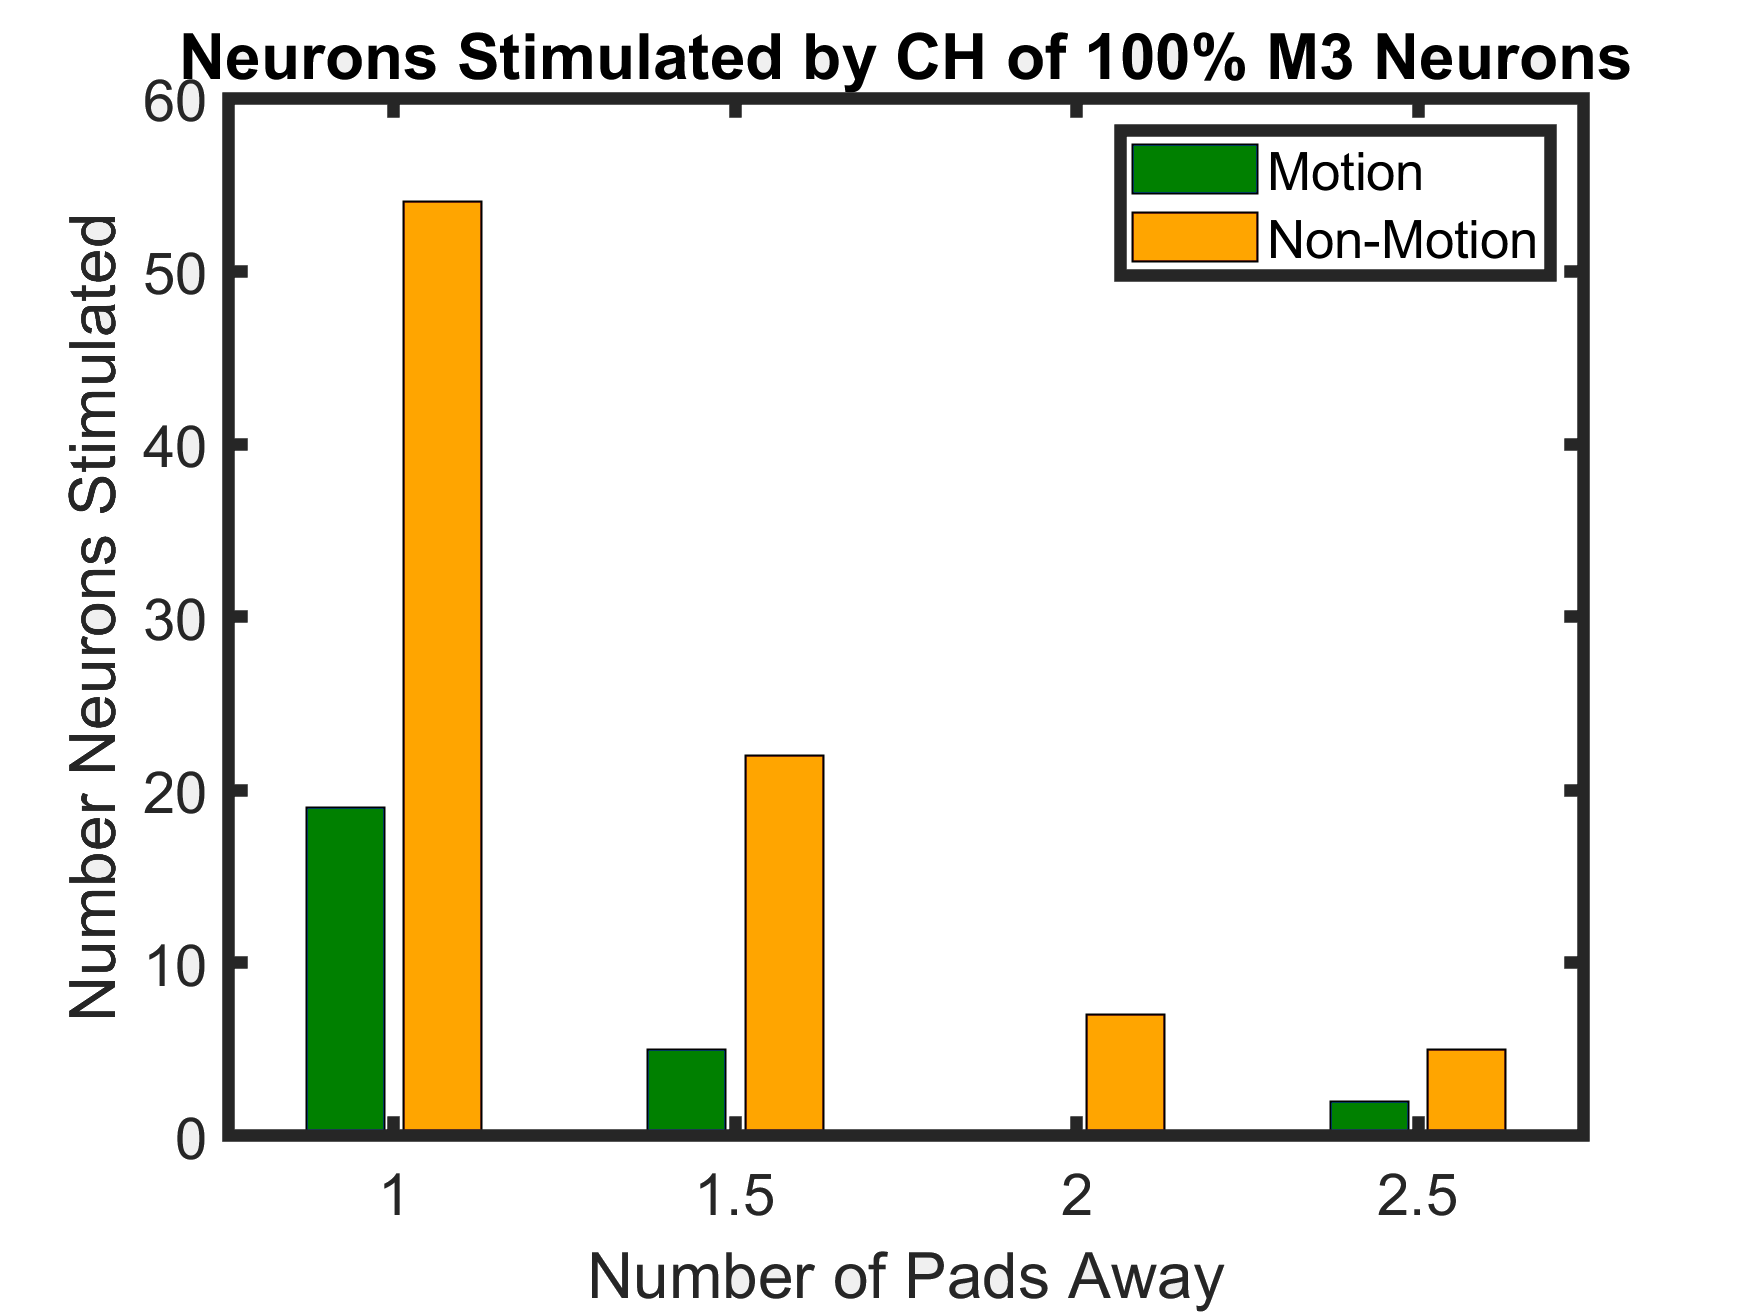 Neurons Stimulated by CH of 100% M3 Neurons
60
50
40
30
20
10
0
Number Neurons Stimulated
Motion
Non-Motion
1 1.5 2 2.5
Number of Pads Away